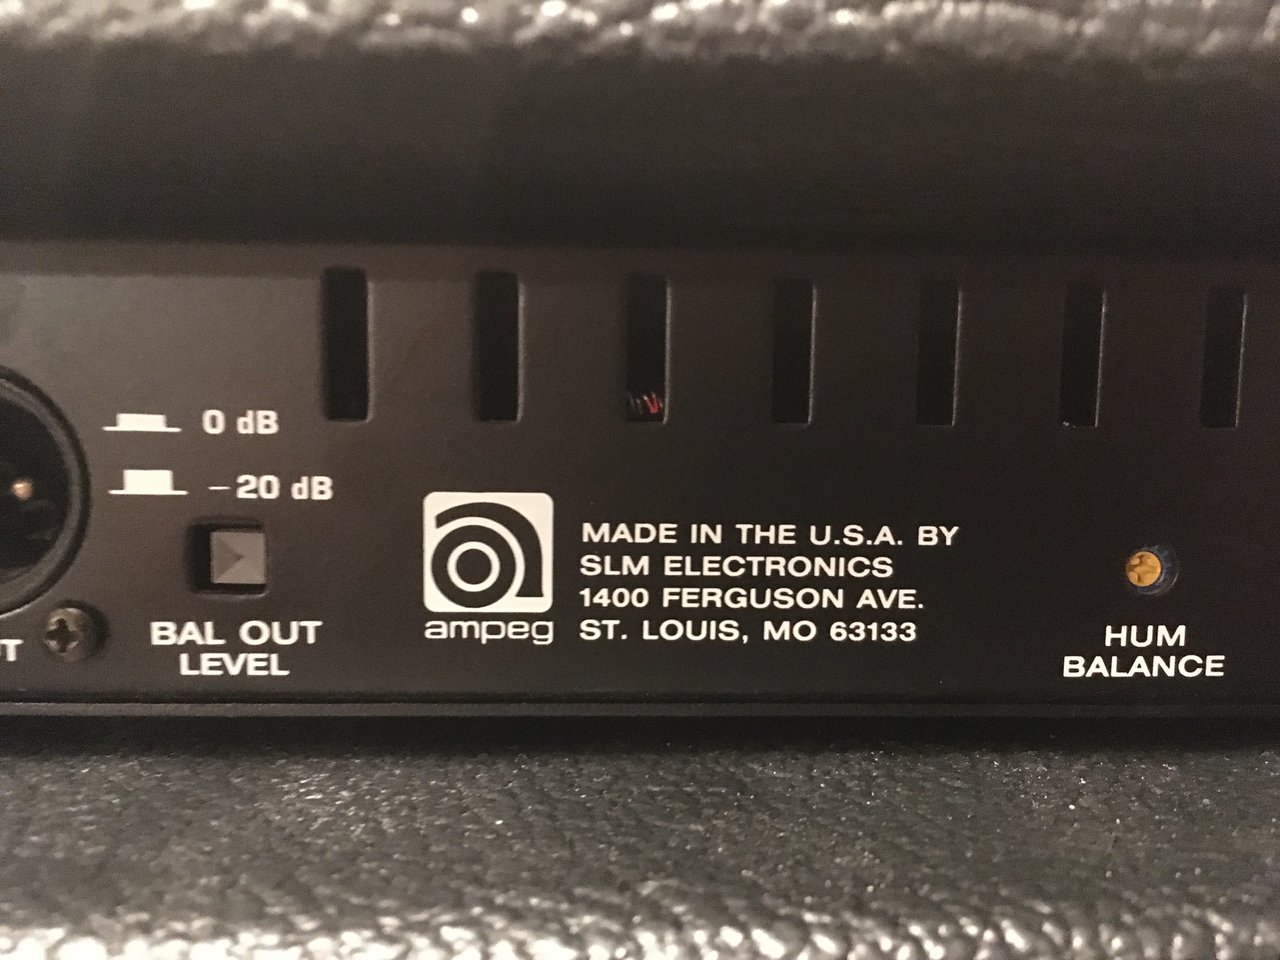 0 dB
-20 dB
BAL OUT
LEVEL
ampeg
MADE IN THE U.S.A. BY
SLM ELECTRONICS
1400 FERGUSON AVE.
ST. LOUIS, MO 63133
HUM
BALANCE